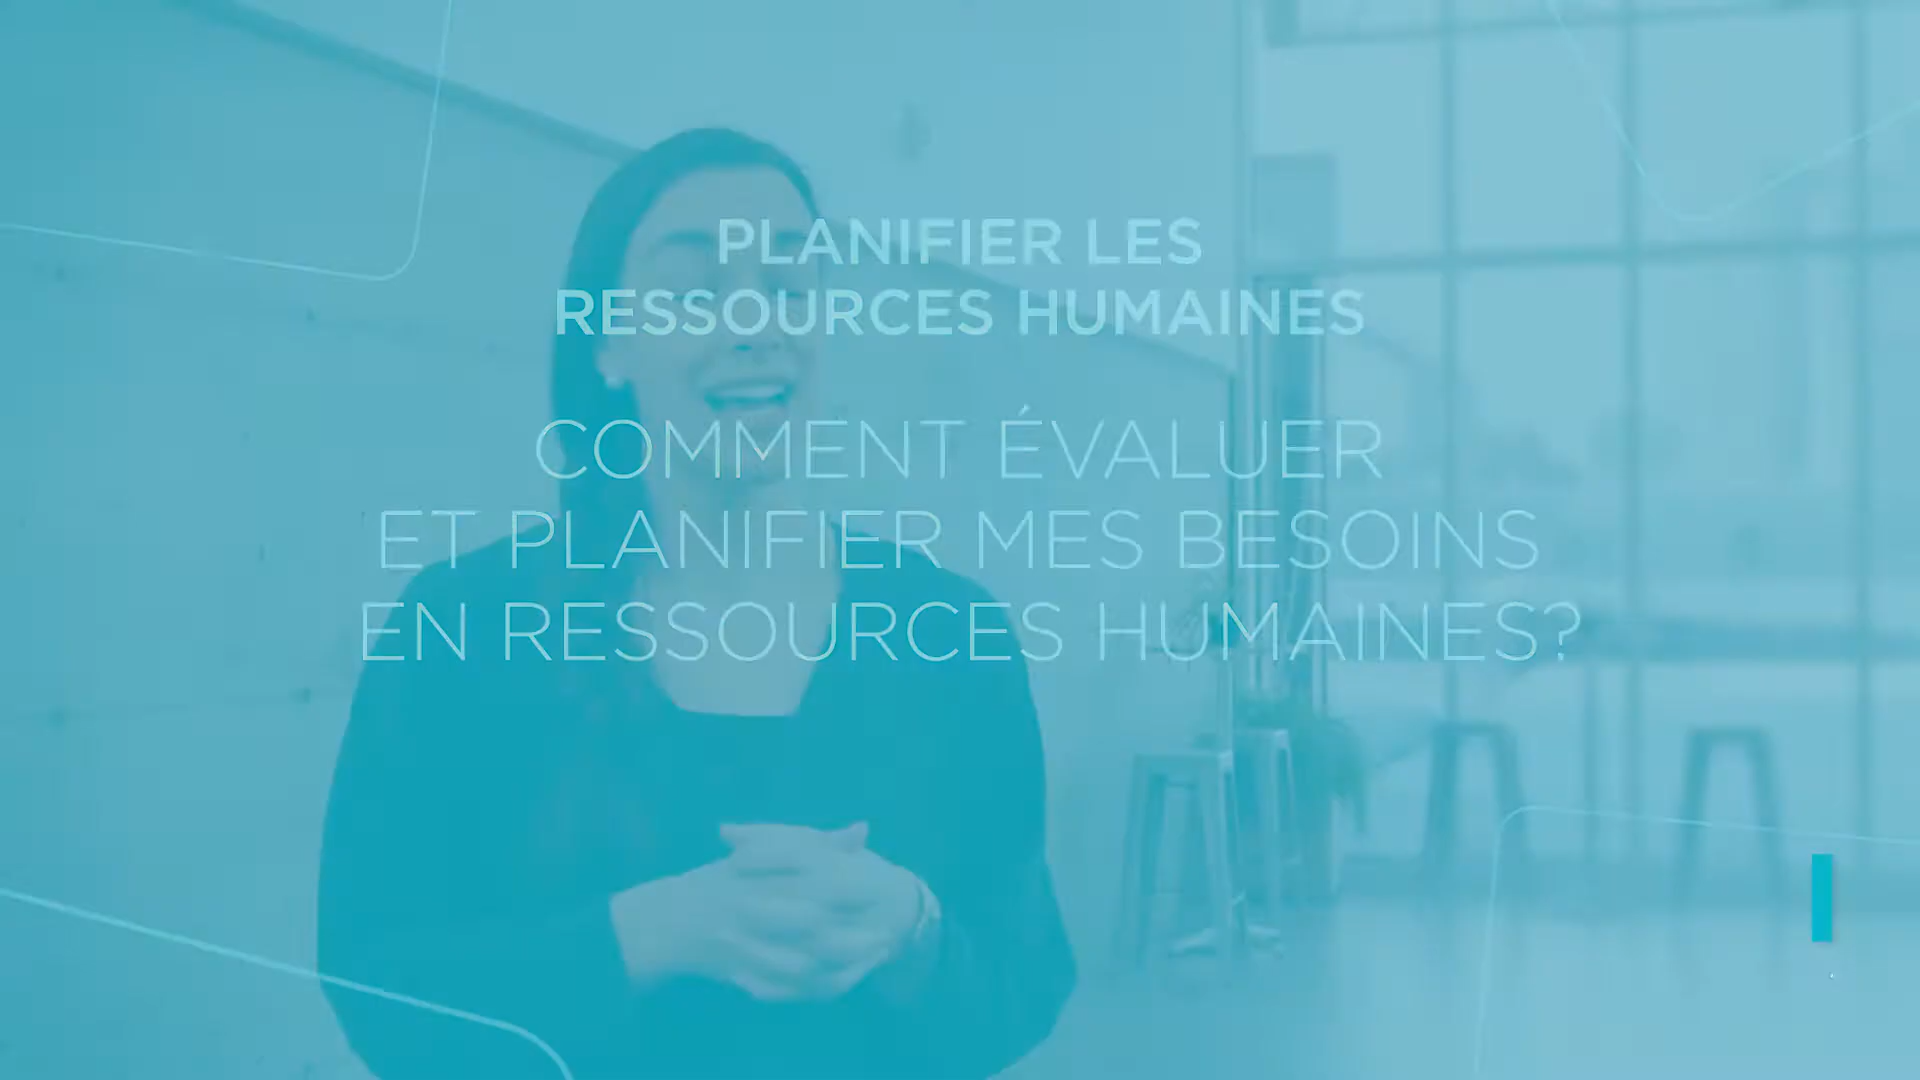 PLANIFIER LES
RESSOURCES HUMAINES
COMMENT ÉVALUER
ET PLANIFIER MES BESOINS
EN RESSOURCES HUMAINES?